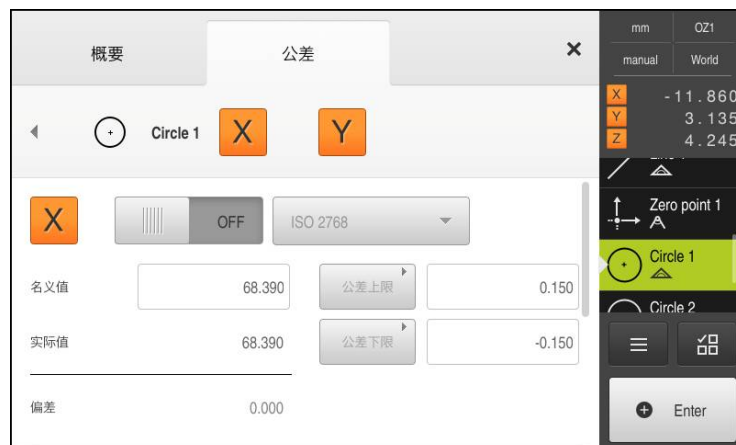 概要
公差
×
Circle 1
X
Y
X
OFF
ISO 2768
名义值
68.390
公差上限
0.150
实际值
68.390
公差下限
-0.150
偏差
0.000
mm
OZ1
manual
World
X
-11.860
Y
3.135
Z
4.245
Zero point 1
Circle 1
Circle 2
Enter